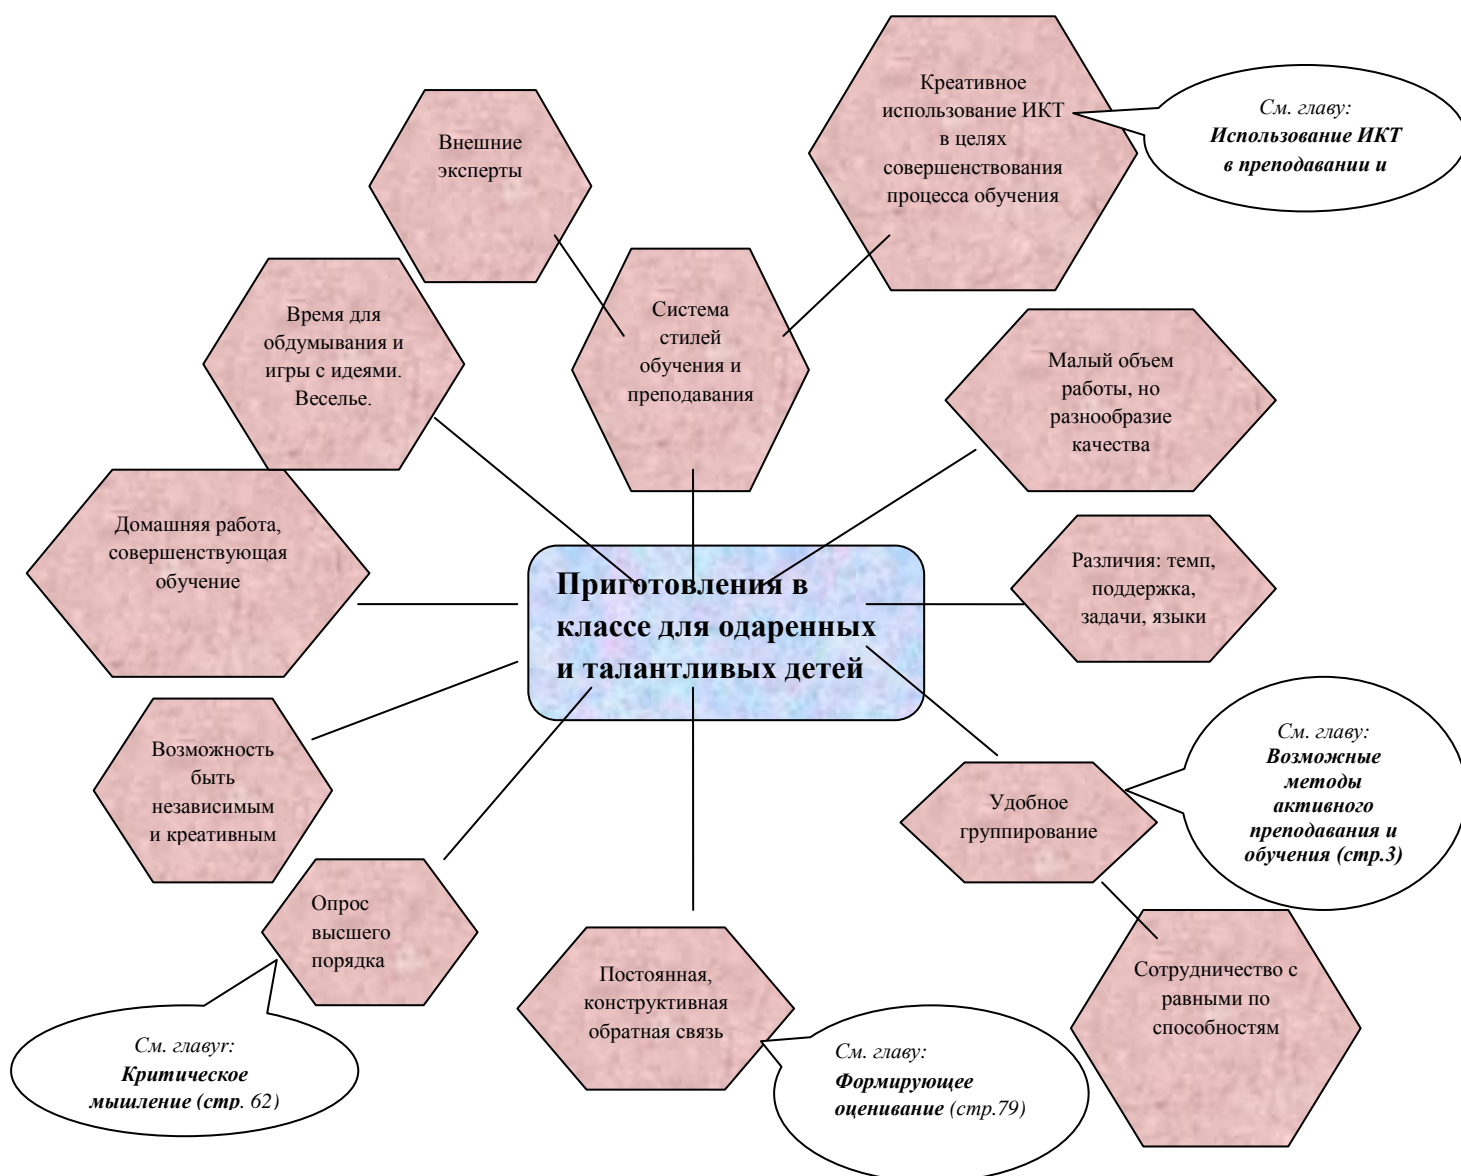 Креативное
использование ИКТ
в целях
совершенствования
процесса обучения
См. главу:
Использование ИКТ
в преподавании и
Внешние
эксперты
Время для
обдумывания и
игры с идеями.
Веселье.
Система
стилей
обучения и
преподавания
Малый объем
работы, но
разнообразие
качества
Домашняя работа,
совершенствующая
обучение
Различия: темп,
поддержка,
задачи, языки
Приготовления в
классе для одаренных
и талантливых детей
Возможность
быть
независимым
и креативным
Удобное
группирование
См. главу:
Возможные
методы
активного
преподавания и
обучения (стр.3)
Опрос
высшего
порядка
Постоянная,
конструктивная
обратная связь
Сотрудничество с
равными по
способностям
См. главуr:
Критическое
мышление (стр. 62)
См. главу:
Формирующее
оценивание (стр.79)